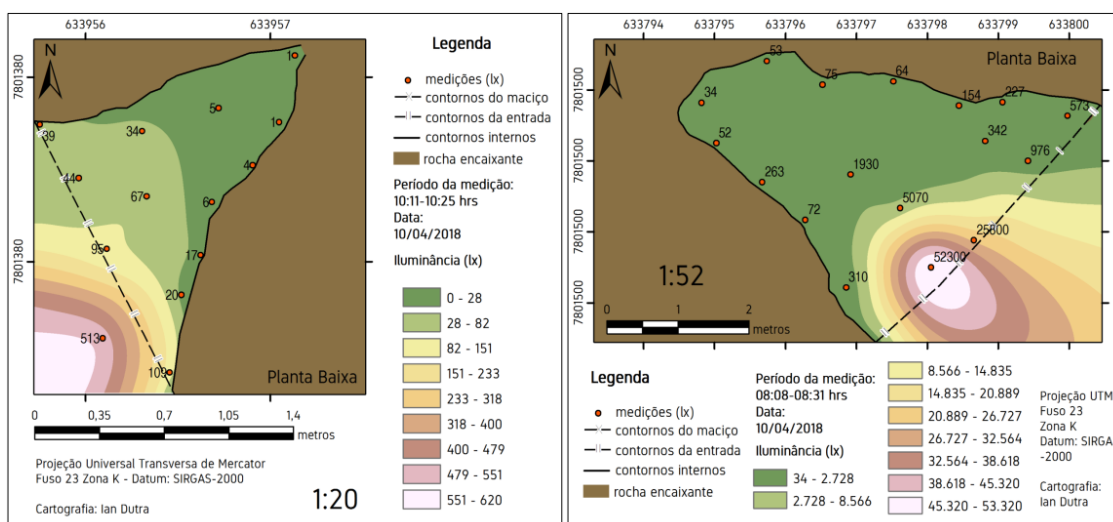 633956
633957
N
7801380
7801380
1
5
1
39
34
4
44
67
6
95
17
20
513
109
Planta Baixa
0
0,35
0,7
1,05
1,4
metros
Projeção Universal Transversa de Mercator
Fuso 23 Zona K - Datum: SIRGAS-2000
Cartografia: Ian Dutra
1:20
Legenda
medições (lx)
contornos do maciço
contornos da entrada
contornos internos
rocha encaixante
Período da medição:
10:11-10:25 hrs
Data:
10/04/2018
Iluminância (lx)
0 - 28
28 - 82
82 - 151
151 - 233
233 - 318
318 - 400
400 - 479
479 - 551
551 - 620
633794
633795
633796
633797
633798
633799
633800
N
Planta Baixa
7801500
7801500
7801500
7801500
53
75
64
34
154
227
573
52
342
976
263
1930
72
5070
25600
52300
310
1:52
0
1
2
metros
Legenda
medições (lx)
contornos do maciço
contornos da entrada
contornos internos
rocha encaixante
Período da medição:
08:08-08:31 hrs
Data:
10/04/2018
Iluminância (lx)
34 - 2.728
2.728 - 8.566
8.566 - 14.835
14.835 - 20.889
20.889 - 26.727
26.727 - 32.564
32.564 - 38.618
38.618 - 45.320
45.320 - 53.320
Projeção UTM
Fuso 23
Zona K
Datum: SIRGA
-2000
Cartografia:
Ian Dutra